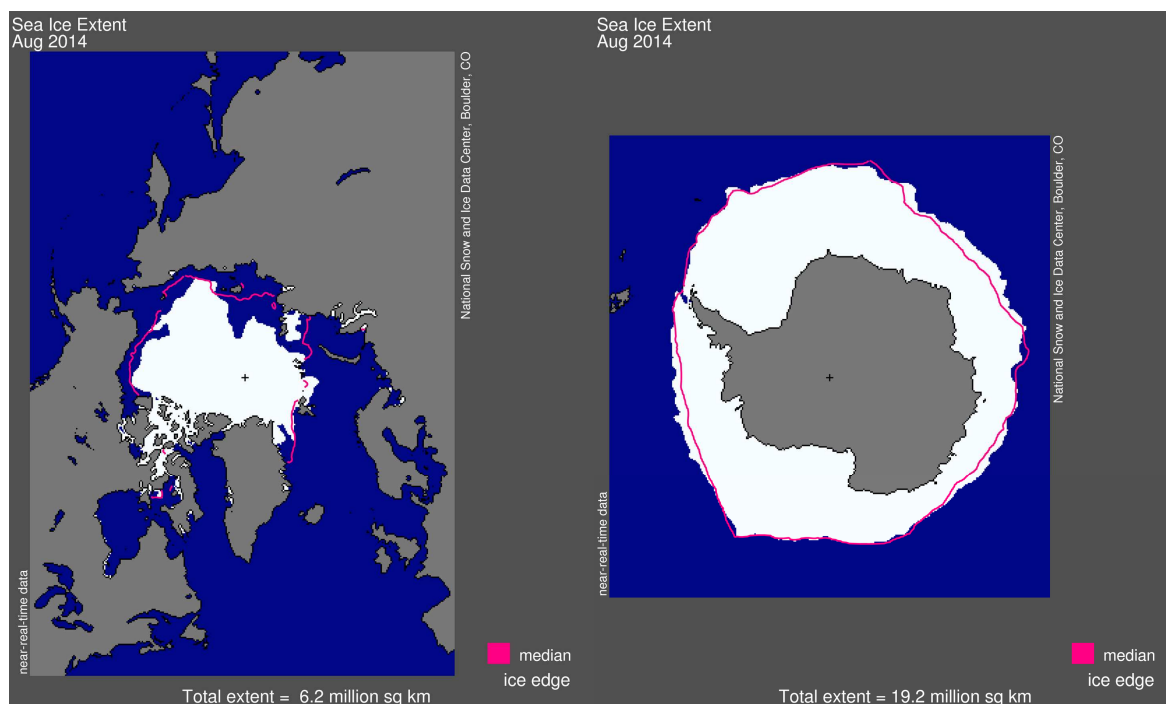 Sea Ice Extent
Aug 2014
National Snow and Ice Data Center, Boulder, CO
near-real-time data
median
ice edge
Total extent = 6.2 million sq km
Sea Ice Extent
Aug 2014
National Snow and Ice Data Center, Boulder, CO
near-real-time data
median
ice edge
Total extent = 19.2 million sq km